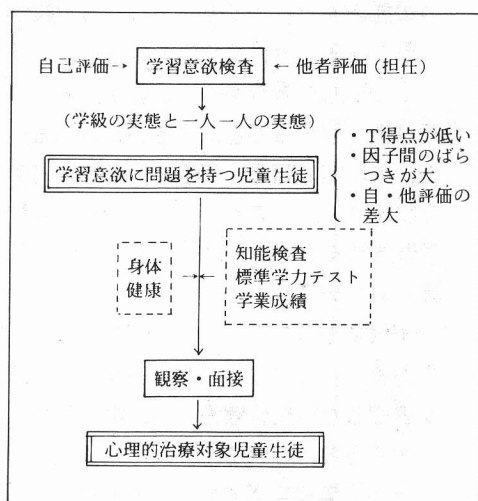 自己評価→ 学習意欲検査 ←他者評価(担任)
(学級の実態と一人一人の実態)
学習意欲に問題を持つ児童生徒
・T得点が低い
・因子間のばら
つきが大
・自・他評価の
差大
身体
健康
知能検査
標準学力テスト
学業成績
観察・面接
心理的治療対象児童生徒